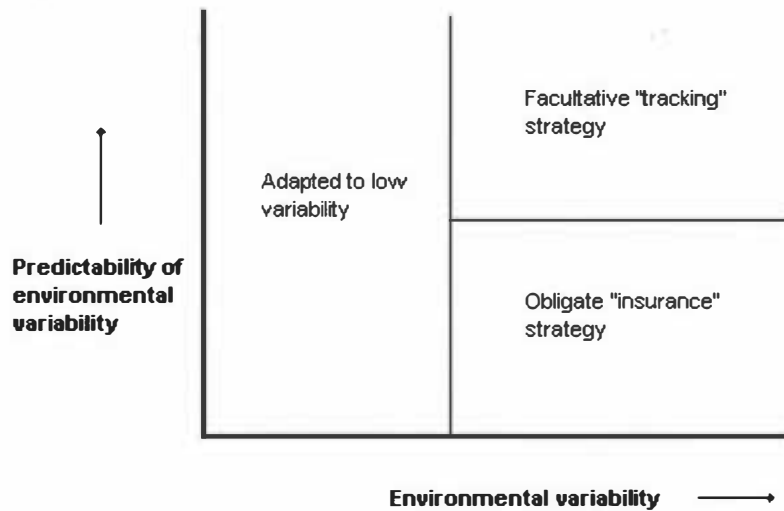 Facultative "tracking"
strategy
Adapted to low
variability
Predictability of
environmental
variability
Obligate "insurance"
strategy
Environmental variability